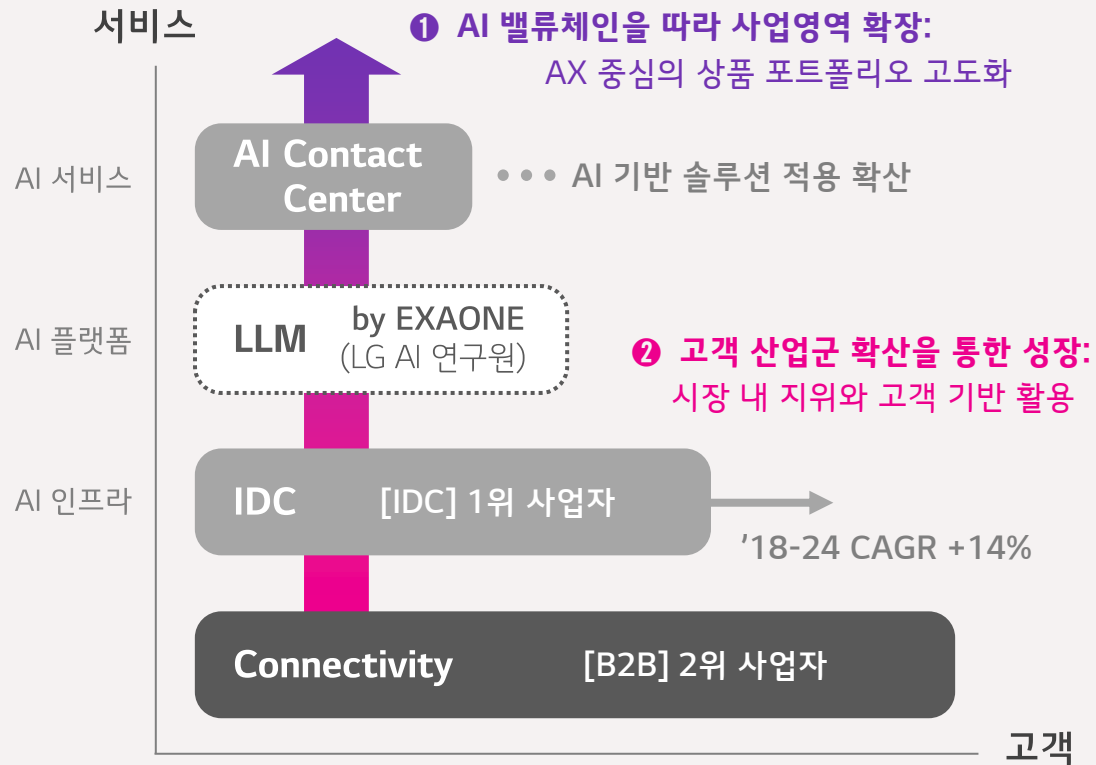 서비스
❶ AI 밸류체인을 따라 사업영역 확장:
AX 중심의 상품 포트폴리오 고도화
AI 서비스
AI Contact
Center
••• AI 기반 솔루션 적용 확산
AI 플랫폼
LLM
by EXAONE
(LG AI 연구원)
❷ 고객 산업군 확산을 통한 성장:
시장 내 지위와 고객 기반 활용
AI 인프라
IDC [IDC] 1위 사업자
’18-24 CAGR +14%
Connectivity [B2B] 2위 사업자
고객